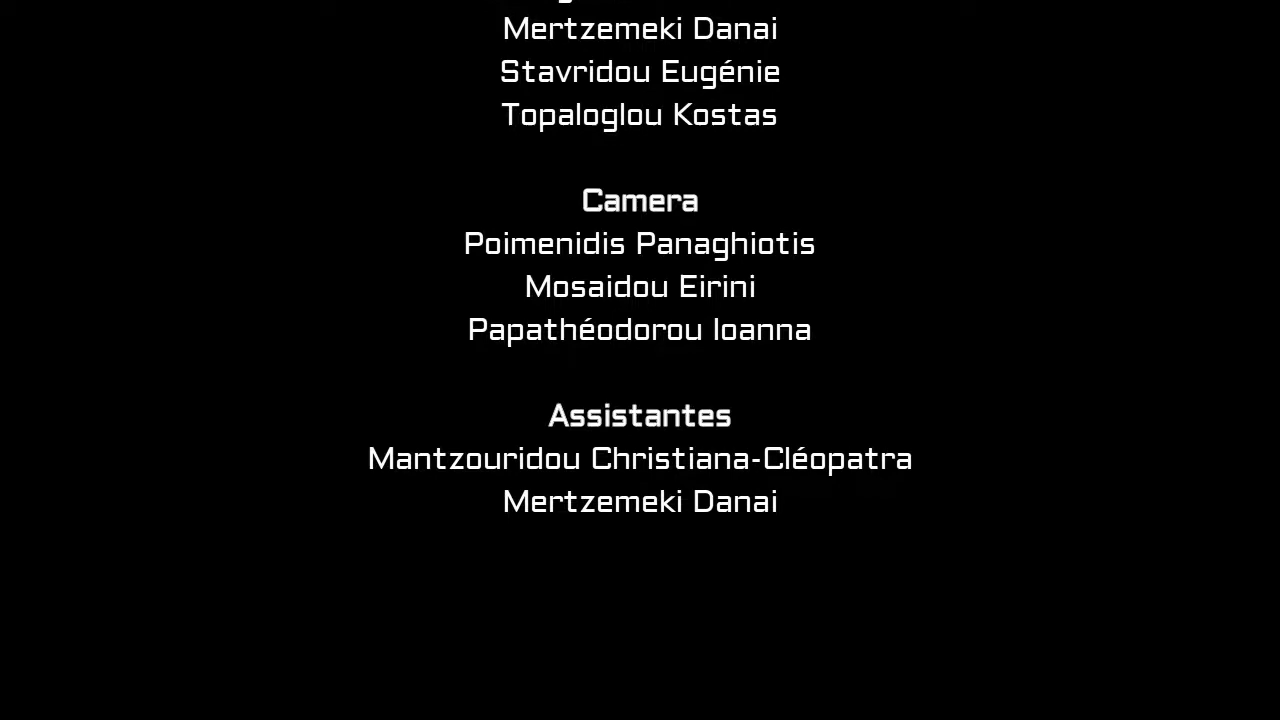 Mertzemeki Danai
Stavridou Eugénie
Topaloglou Kostas
Camera
Poimenidis Panaghiotis
Mosaidou Eirini
Papathéodorou Ioanna
Assistantes
Mantzouridou Christiana-Cléopatra
Mertzemeki Danai